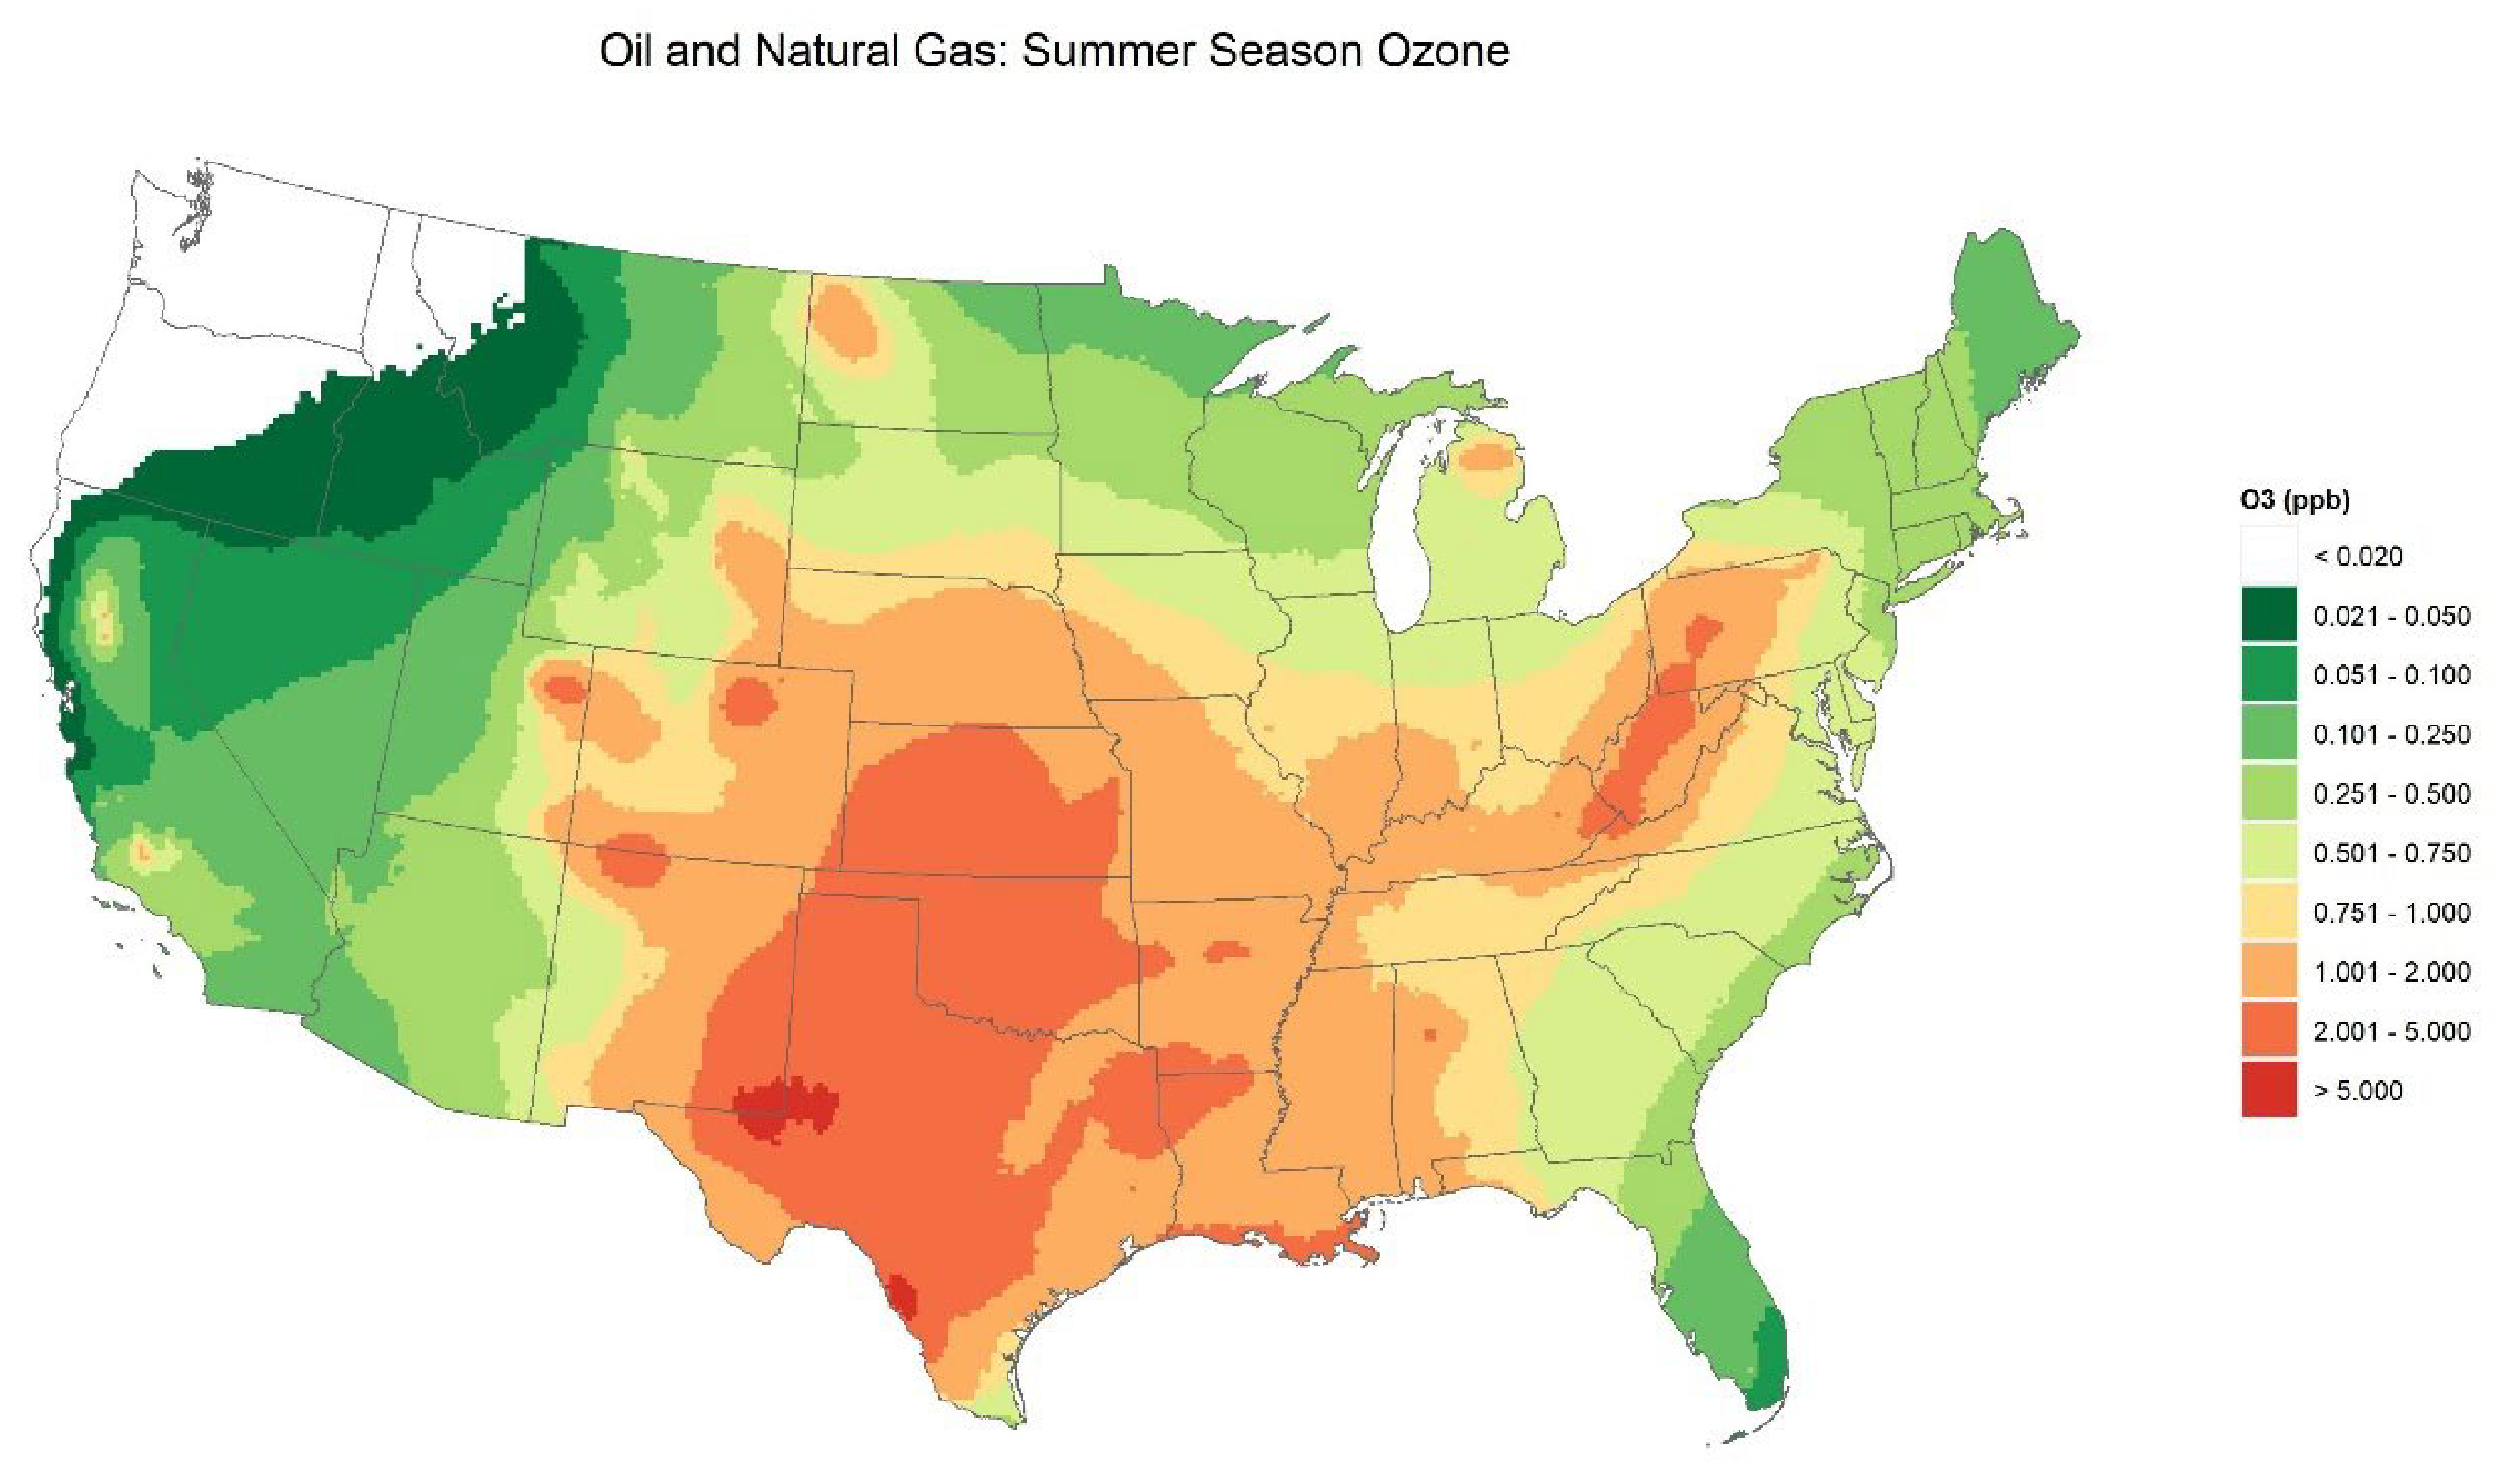 Oil and Natural Gas: Summer Season Ozone
O3 (ppb)
< 0.020
0.021 - 0.050
0.051 - 0.100
0.101 - 0.250
0.251 - 0.500
0.501 - 0.750
0.751 - 1.000
1.001 - 2.000
2.001 - 5.000
> 5.000